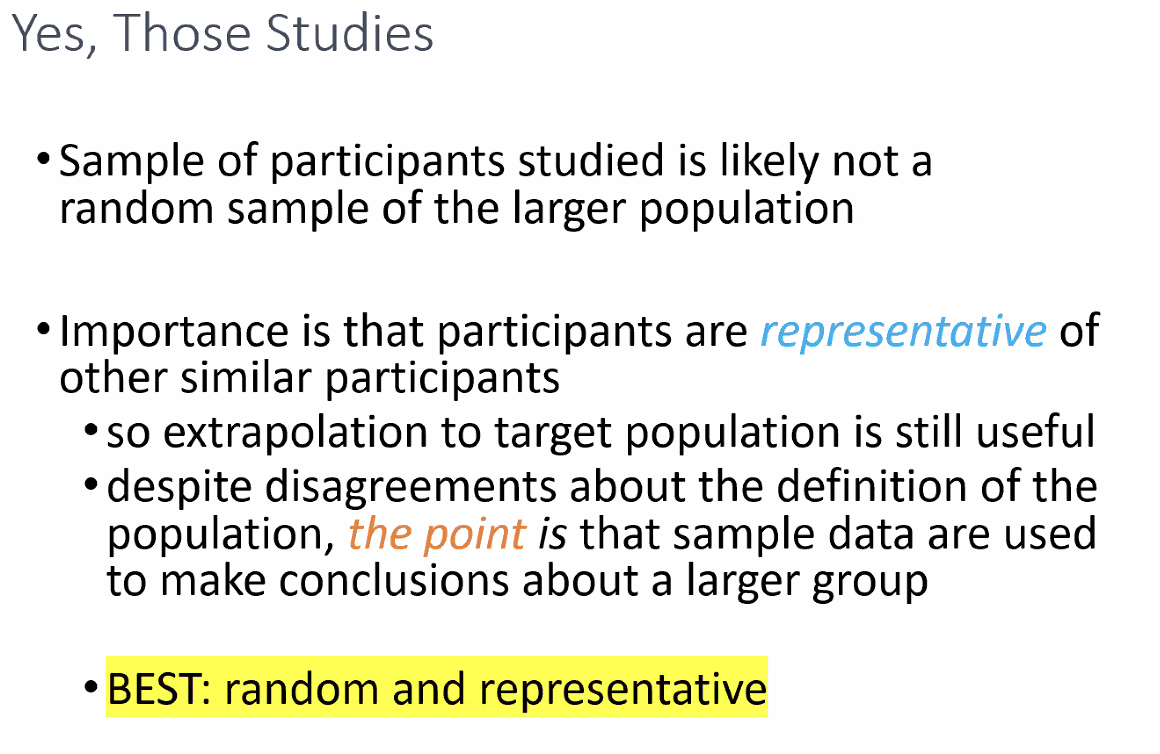 Yes, Those Studies
• Sample of participants studied is likely not a
random sample of the larger population
• Importance is that participants are representative of
other similar participants
• so extrapolation to target population is still useful
• despite disagreements about the definition of the
population, the point is that sample data are used
to make conclusions about a larger group
• BEST: random and representative